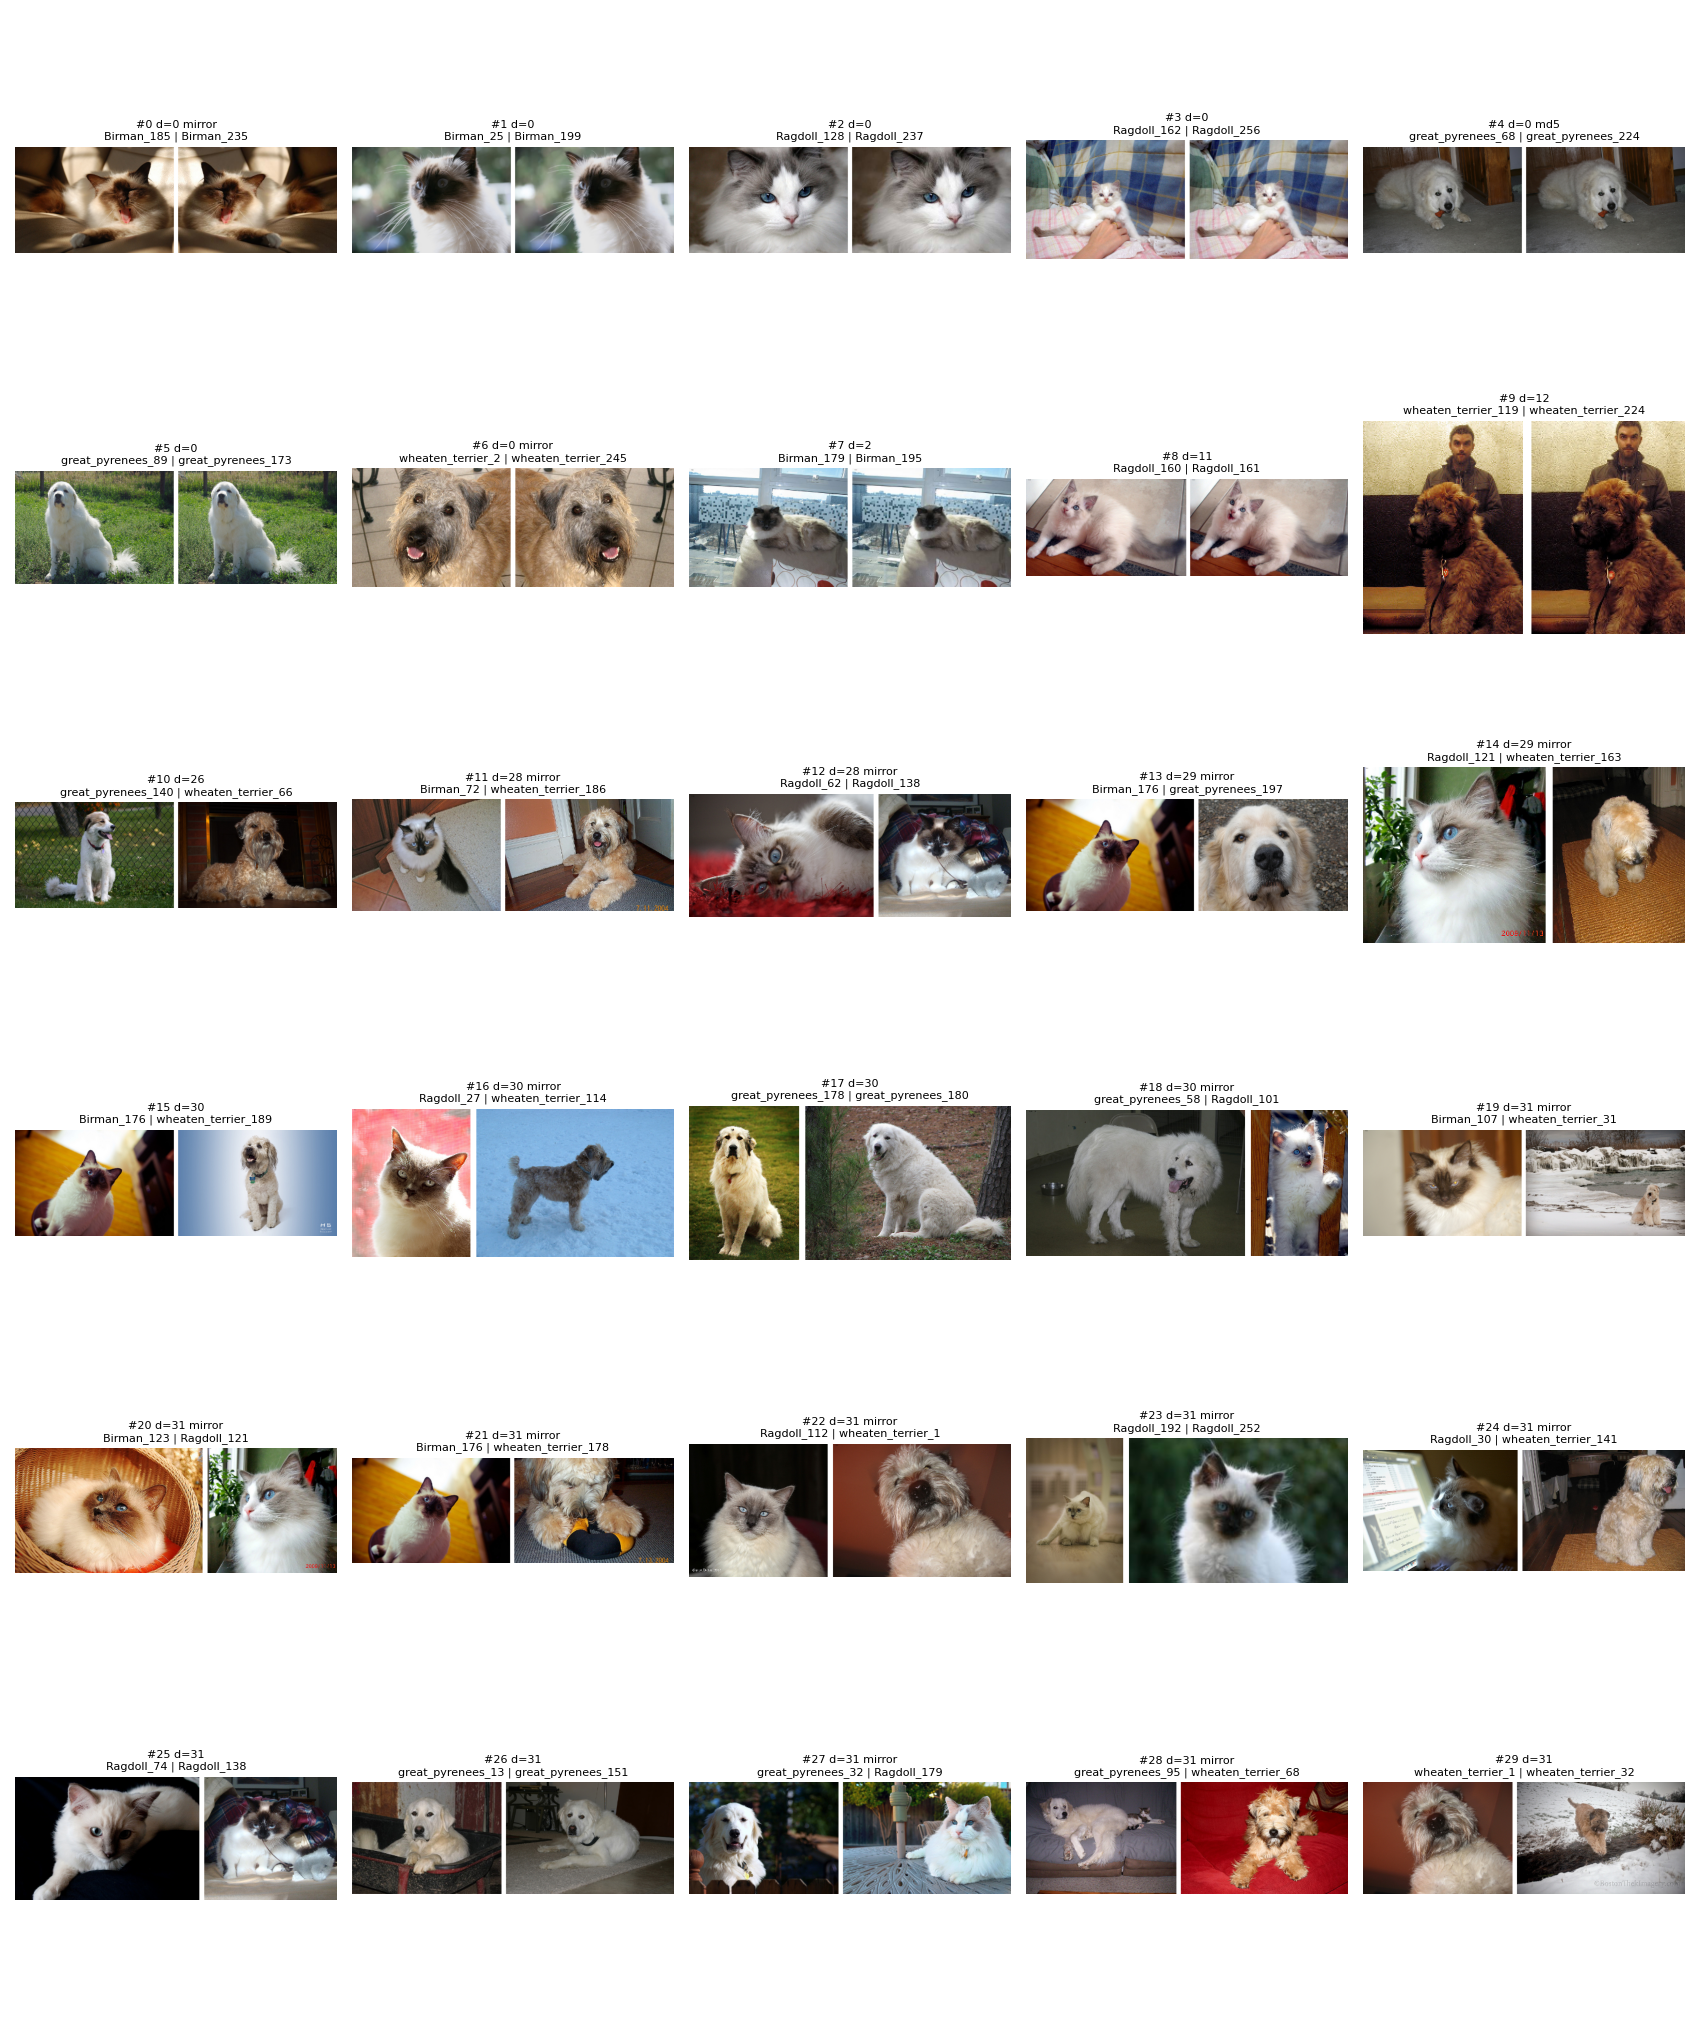 #0 d=0 mirror
Birman_185 | Birman_235
#1 d=0
Birman_25 | Birman_199
#2 d=0
Ragdoll_128 | Ragdoll_237
#3 d=0
Ragdoll_162 | Ragdoll_256
#4 d=0 md5
great_pyrenees_68 | great_pyrenees_224
#5 d=0
great_pyrenees_89 | great_pyrenees_173
#6 d=0 mirror
wheaten_terrier_2 | wheaten_terrier_245
#7 d=2
Birman_179 | Birman_195
#8 d=11
Ragdoll_160 | Ragdoll_161
#9 d=12
wheaten_terrier_119 | wheaten_terrier_224
#10 d=26
great_pyrenees_140 | wheaten_terrier_66
#11 d=28 mirror
Birman_72 | wheaten_terrier_186
#12 d=28 mirror
Ragdoll_62 | Ragdoll_138
#13 d=29 mirror
Birman_176 | great_pyrenees_197
#14 d=29 mirror
Ragdoll_121 | wheaten_terrier_163
#15 d=30
Birman_176 | wheaten_terrier_189
#16 d=30 mirror
Ragdoll_27 | wheaten_terrier_114
#17 d=30
great_pyrenees_178 | great_pyrenees_180
#18 d=30 mirror
great_pyrenees_58 | Ragdoll_101
#19 d=31 mirror
Birman_107 | wheaten_terrier_31
#20 d=31 mirror
Birman_123 | Ragdoll_121
#21 d=31 mirror
Birman_176 | wheaten_terrier_178
#22 d=31 mirror
Ragdoll_112 | wheaten_terrier_1
#23 d=31 mirror
Ragdoll_192 | Ragdoll_252
#24 d=31 mirror
Ragdoll_30 | wheaten_terrier_141
#25 d=31
Ragdoll_74 | Ragdoll_138
#26 d=31
great_pyrenees_13 | great_pyrenees_151
#27 d=31 mirror
great_pyrenees_32 | Ragdoll_179
#28 d=31 mirror
great_pyrenees_95 | wheaten_terrier_68
#29 d=31
wheaten_terrier_1 | wheaten_terrier_32